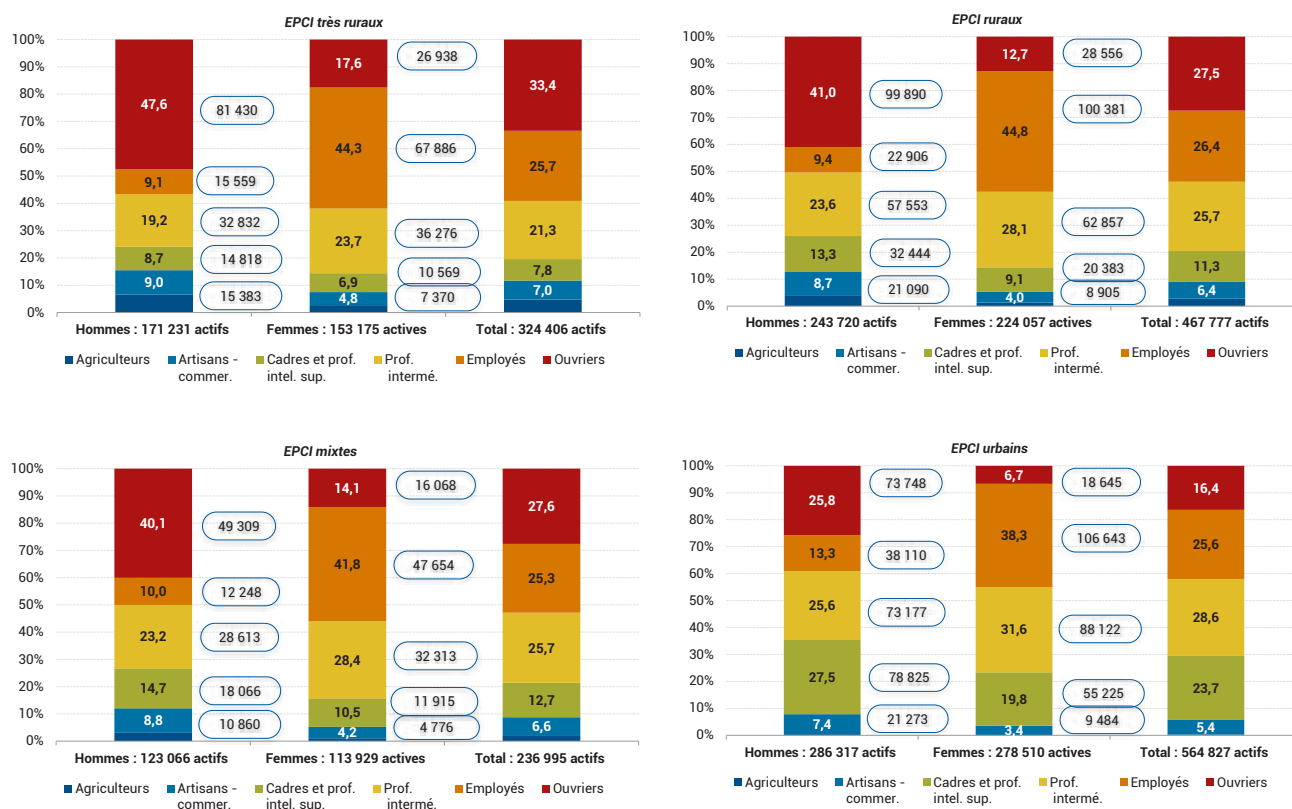 EPCI très ruraux
100%
90%
80%
70%
60%
50%
40%
30%
20%
10%
0%
47,6
9,1
19,2
8,7
9,0
81 430
15 559
32 832
14 818
15 383
17,6
44,3
23,7
6,9
4,8
26 938
67 886
36 276
10 569
7 370
33,4
25,7
21,3
7,8
7,0
Hommes : 171 231 actifs
Femmes : 153 175 actives
Total : 324 406 actifs
Agriculteurs
Artisans -
commer.
Cadres et prof.
intel. sup.
Prof.
intermé.
Employés
Ouvriers
EPCI ruraux
100%
90%
80%
70%
60%
50%
40%
30%
20%
10%
0%
41,0
9,4
23,6
13,3
8,7
99 890
22 906
57 553
32 444
21 090
12,7
44,8
28,1
9,1
4,0
28 556
100 381
62 857
20 383
8 905
27,5
26,4
25,7
11,3
6,4
Hommes : 243 720 actifs
Femmes : 224 057 actives
Total : 467 777 actifs
Agriculteurs
Artisans -
commer.
Cadres et prof.
intel. sup.
Prof.
intermé.
Employés
Ouvriers
EPCI mixtes
100%
90%
80%
70%
60%
50%
40%
30%
20%
10%
0%
40,1
10,0
23,2
14,7
8,8
49 309
12 248
28 613
18 066
10 860
14,1
41,8
28,4
10,5
4,2
16 068
47 654
32 313
11 915
4 776
27,6
25,3
25,7
12,7
6,6
Hommes : 123 066 actifs
Femmes : 113 929 actives
Total : 236 995 actifs
Agriculteurs
Artisans -
commer.
Cadres et prof.
intel. sup.
Prof.
intermé.
Employés
Ouvriers
EPCI urbains
100%
90%
80%
70%
60%
50%
40%
30%
20%
10%
0%
25,8
13,3
25,6
27,5
7,4
73 748
38 110
73 177
78 825
21 273
6,7
38,3
31,6
19,8
3,4
18 645
106 643
88 122
55 225
9 484
16,4
25,6
28,6
23,7
5,4
Hommes : 286 317 actifs
Femmes : 278 510 actives
Total : 564 827 actifs
Agriculteurs
Artisans -
commer.
Cadres et prof.
intel. sup.
Prof.
intermé.
Employés
Ouvriers